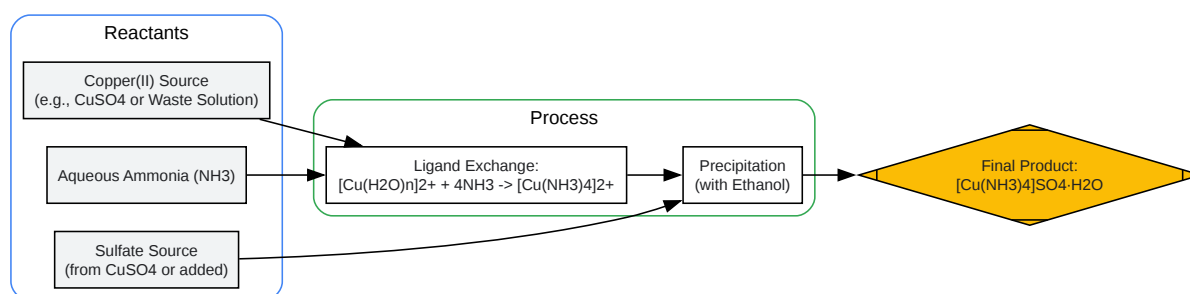 Reactants
Copper(II) Source
(e.g., CuSO4 or Waste Solution)
Aqueous Ammonia (NH3)
Sulfate Source
(from CuSO4 or added)
Process
Ligand Exchange:
[Cu(H2O)n]2+ + 4NH3 -> [Cu(NH3)4]2+
Precipitation
(with Ethanol)
Final Product:
[Cu(NH3)4]SO4·H2O